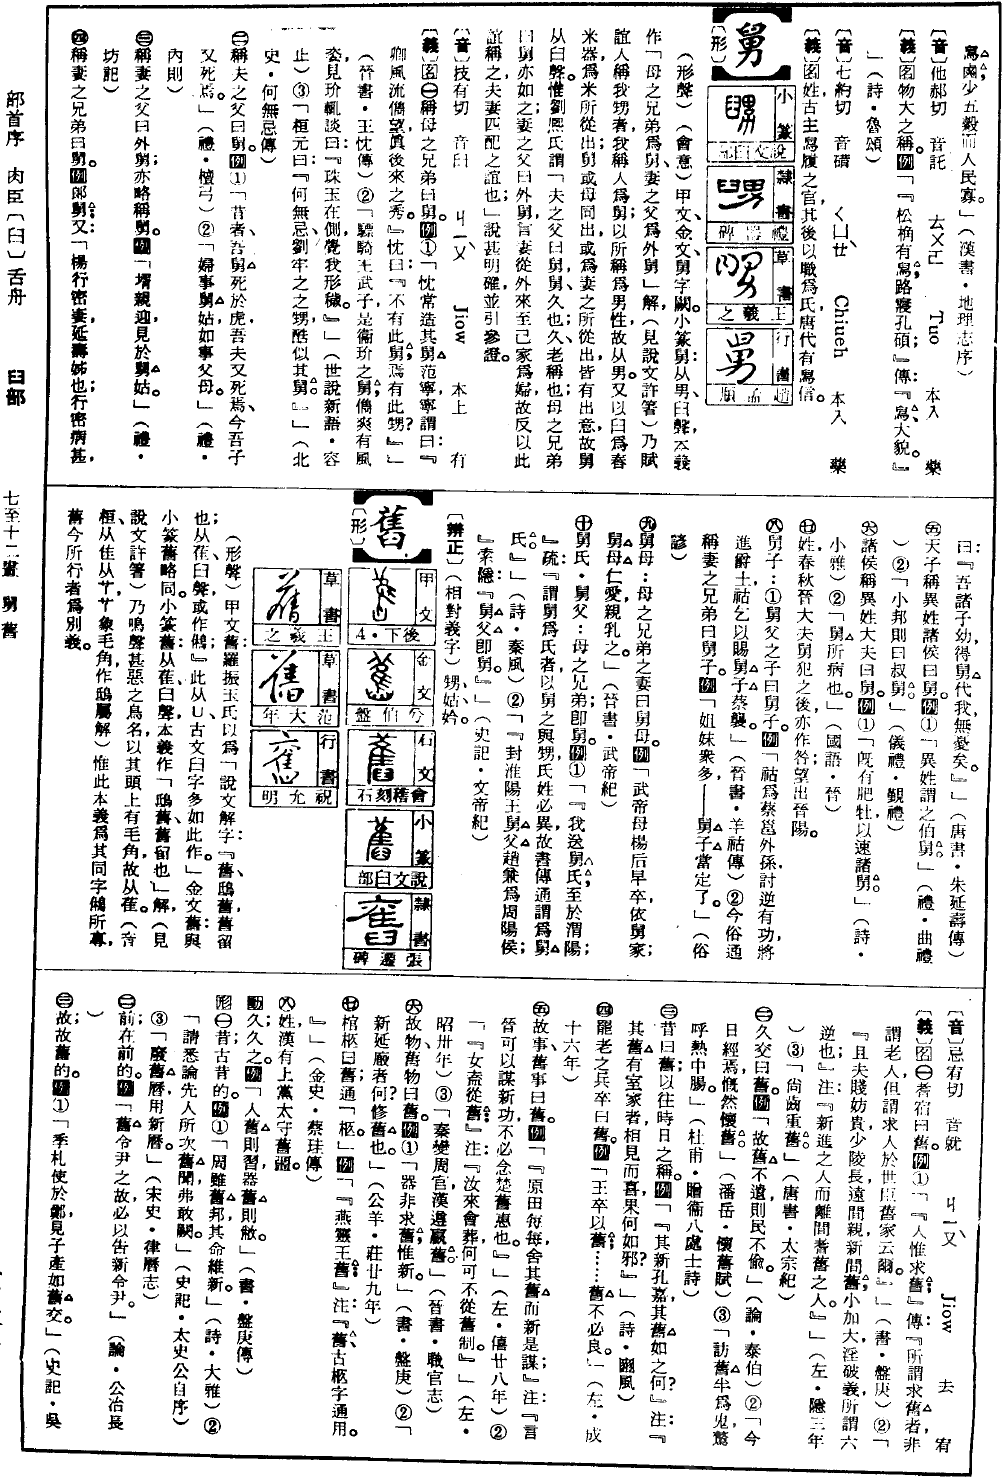 寫鹵少五穀而人民寡。」(漢書・地理志序)
〔音〕他郝切 音託 ㄊㄨㄛˋ Tuo 本入 藥
〔義〕图物大之稱。例「『松桷有舄路寢孔碩』傳:『舄大貌。』
」(詩・魯頌)
〔音〕七約切 音碏 ㄑㄩㄝˋ Chiueh 本入 藥
〔義〕图姓古主舄履之官其後以職爲氏唐代有舄信。
舅
〔形〕
小篆 說文臼部
隸書 禮器碑
草書 王羲之
行書 趙孟頫
(形聲)(會意)甲文、金文舅字闕。小篆舅从男、臼聲,本義
作「母之兄弟爲舅、妻之父爲外舅」解,(見說文許箸)乃賦
誼人稱我甥者我稱人爲舅;以所稱爲男性,故从男。又以臼爲舂
米器,爲米所從出;舅或母同出,或爲妻之所從出,皆有出意,故舅
从臼聲。惟劉熙氏謂「夫之父曰舅,舅、久也,久、老稱也;母之兄弟
曰舅亦如之;妻之父曰外舅,言妻從外來至己家爲婦,故反以此
誼稱之,夫妻匹配之誼也」說甚明確,並引參證。
〔音〕技有切 音臼 ㄐㄧㄡˋ Jiow 本上 有
〔義〕图㊀稱母之兄弟曰舅。例①「忱常造其舅范甯,甯謂曰:『
卿風流儁望,眞後來之秀。』忱曰:『不有此舅,焉有此甥?』」
(晉書・王忱傳)②「驃騎王武子是衞玠之舅,儁爽有風
姿,見玠輒談曰:『珠玉在側,覺我形穢。』」(世說新語・容
止)③「桓元曰:『何無忌,劉牢之之甥,酷似其舅。』」(北
史・何無忌傳)
㊁稱夫之父曰舅。例①「昔者吾舅死於虎,吾夫又死焉,今吾子
又死焉。」(禮・檀弓)②「婦事舅姑,如事父母。」(禮・
內則)
㊂稱妻之父曰外舅,亦略稱舅。例「壻親迎,見於舅姑。」(禮・
坊記)
㊃稱妻之兄弟曰舅。例郎舅;又「楊行密妻延壽姊也,行密病甚,
曰:『吾諸子幼,得舅代我,無憂矣。』」(唐書・朱延壽傳)
㊄天子稱異姓諸侯曰舅。例①「異姓謂之伯舅。」(禮・曲禮
)②「小邦則曰叔舅。」(儀禮・覲禮)
㊅諸侯稱異姓大夫曰舅。例①「旣有肥牡,以速諸舅。」(詩・
小雅)②「舅所病也。」(國語・晉)
㊆姓,春秋晉大夫舅犯之後,亦作咎,望出晉陽。
㊇舅子:①舅父之子曰舅子。例「祜爲蔡邕外孫,討逆有功,將
進爵土,祜乞以賜舅子蔡襲。」(晉書・羊祜傳)②今俗通
稱妻之兄弟曰舅子。例「姐妹衆多——舅子當定了。」(俗
諺)
㊈舅母:母之兄弟之妻曰舅母。例「武帝母楊后早卒,依舅家,
舅母仁愛,親乳之。」(晉書・武帝紀)
㊉舅氏・舅父:母之兄弟卽舅。例①「『我送舅氏,至於渭陽;
』疏:『謂舅爲氏者,以舅之與甥,氏姓必異,故書傳通謂爲舅
氏。』」(詩・秦風)②「『封淮陽王舅父趙兼爲周陽侯;
』索隱:『舅父卽舅。』」(史記・文帝紀)
〔辨正〕(相對義字)甥、姑、妗。
舊
〔形〕
甲文 後下・4
金文 兮伯盤
石文 會稽刻石
小篆 說文臼部
隸書 張遷碑
草書 王羲之
草書 范大年
行書 祝允明
(形聲)甲文舊,羅振玉氏以爲「說文解字:『舊鴟舊舊留
也,从萑、臼聲,或作鵂。』此从凵,古文臼字多如此作。」金文舊與
小篆舊略同。小篆舊:从萑、臼聲,本義作「鴟舊舊留也」解,(見
說文許箸)乃鳴聲甚惡之鳥名;以其頭上有毛角,故从萑,(音
桓,从隹从艹,艹象毛角,作鴟屬解)惟此本義爲其同字鵂所專,
舊今所行者爲別義。
〔音〕忌有切 音就 ㄐㄧㄡˋ Jiow 去 宥
〔義〕图㊀耆宿曰舊。例①「『人惟求舊』傳:『所謂求舊者,非
謂老人,但謂求人於世臣舊家云爾。』」(書・盤庚)②「
『且夫賤妨貴,少陵長,遠間親,新間舊,小加大,淫破義,所謂六
逆也』;注:『新進之人而離間耆舊之人。』」(左・隱三年
)③「尙齒重舊。」(唐書・太宗紀)
㊁久交曰舊。例①「故舊不遺,則民不偸。」(論・泰伯)②「今
日經焉,慨然懷舊。」(潘岳・懷舊賦)③「訪舊半爲鬼,驚
呼熱中腸。」(杜甫・贈衞八處士詩)
㊂昔曰舊;以往時日之稱。例「『其新孔嘉,其舊如之何?』注:『
其舊有室家者,相見而喜,果何如邪?』」(詩・豳風)
㊃罷老之兵卒曰舊。例「王卒以舊……舊不必良。」(左・成
十六年)
㊄故事、舊事曰舊。例①「『原田每每,舍其舊而新是謀』注:『言
晉可以謀新功,不必念楚舊惠也。』」(左・僖廿八年)②
「『女盍從舊;』注:『汝來會葬,何可不從舊制。』」(左・
昭卅年)③「秦變周官,漢遵嬴舊。」(晉書・職官志)
㊅故物、舊物曰舊。例①「器非求舊,惟新。」(書・盤庚)②「
新延廐者何?修舊也。」(公羊・莊廿九年)
㊆棺柩曰舊,通「柩」。例「『燕靈王舊』注:『舊,古柩字通用。
』」(金史・蔡珪傳)
㊇姓,漢有上黨太守舊彊。
動久、久之。例「人舊則習,器舊則敝。」(書・盤庚傳)
形㊀昔、古昔的。例①「周雖舊邦,其命維新。」(詩・大雅)②
「請悉論先人所次舊聞,弗敢闕。」(史記・太史公自序)
③「廢舊曆,用新曆。」(宋史・律曆志)
㊁前在前的。例「舊令尹之故,必以告新令尹。」(論・公冶長
)
㊂故、故舊的。例①「季札使於鄭,見子產,如舊交。」(史記・吳
部首序 肉臣〔臼〕舌舟 臼部 七至十二畫 舅舊